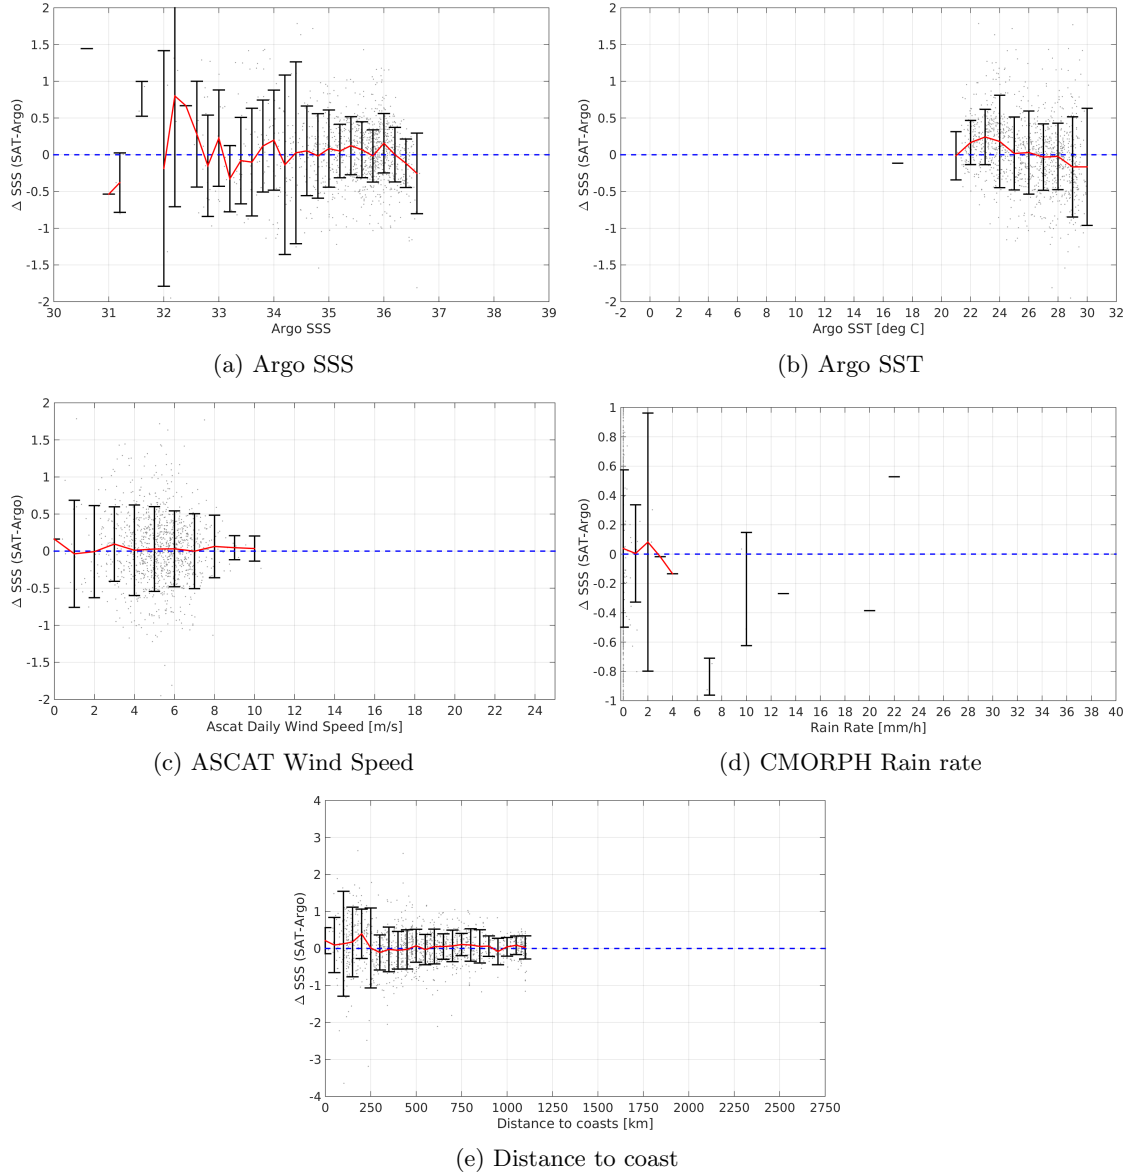 2
1.5
1
0.5
0
-0.5
-1
-1.5
-2
Δ SSS (SAT-Argo)
30 31 32 33 34 35 36 37 38 39
Argo SSS
(a) Argo SSS
2
1.5
1
0.5
0
-0.5
-1
-1.5
-2
Δ SSS (SAT-Argo)
-2 0 2 4 6 8 10 12 14 16 18 20 22 24 26 28 30 32
Argo SST [deg C]
(b) Argo SST
2
1.5
1
0.5
0
-0.5
-1
-1.5
-2
Δ SSS (SAT-Argo)
0 2 4 6 8 10 12 14 16 18 20 22 24
Ascat Daily Wind Speed [m/s]
(c) ASCAT Wind Speed
1
0.8
0.6
0.4
0.2
0
-0.2
-0.4
-0.6
-0.8
-1
Δ SSS (SAT-Argo)
0 2 4 6 8 10 12 14 16 18 20 22 24 26 28 30 32 34 36 38 40
Rain Rate [mm/h]
(d) CMORPH Rain rate
4
3
2
1
0
-1
-2
-3
-4
Δ SSS (SAT-Argo)
0 250 500 750 1000 1250 1500 1750 2000 2250 2500 2750
Distance to coasts [km]
(e) Distance to coast